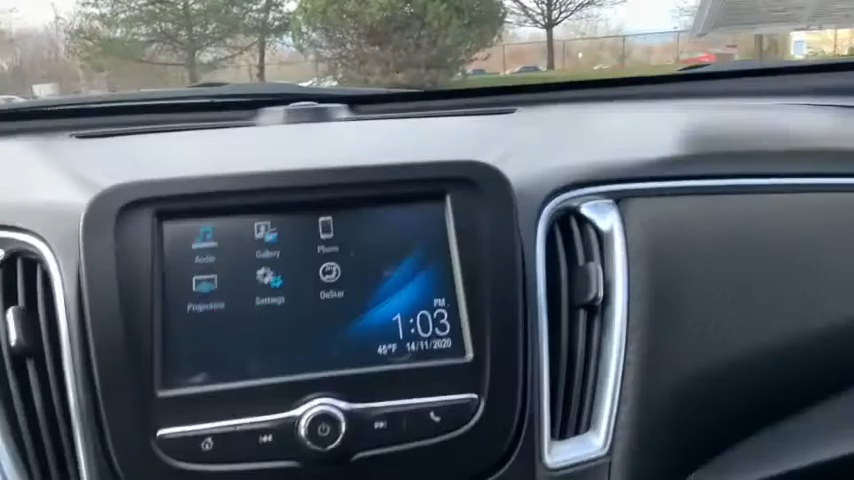 Audio Gallery Phone
Projection Settings OnStar
PM
1:03
45°F 14/11/2020